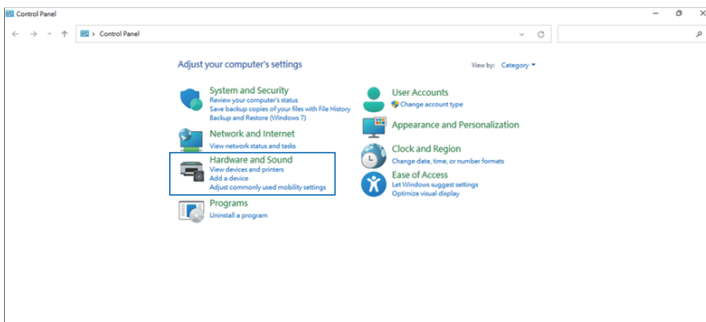 Control Panel
Control Panel
Adjust your computer's settings
View by: Category
System and Security
Review your computer's status
Save backup copies of your files with File History
Backup and Restore (Windows 7)
Network and Internet
View network status and tasks
Hardware and Sound
View devices and printers
Add a device
Adjust commonly used mobility settings
Programs
Uninstall a program
User Accounts
Change account type
Appearance and Personalization
Clock and Region
Change date, time, or number formats
Ease of Access
Let Windows suggest settings
Optimize visual display